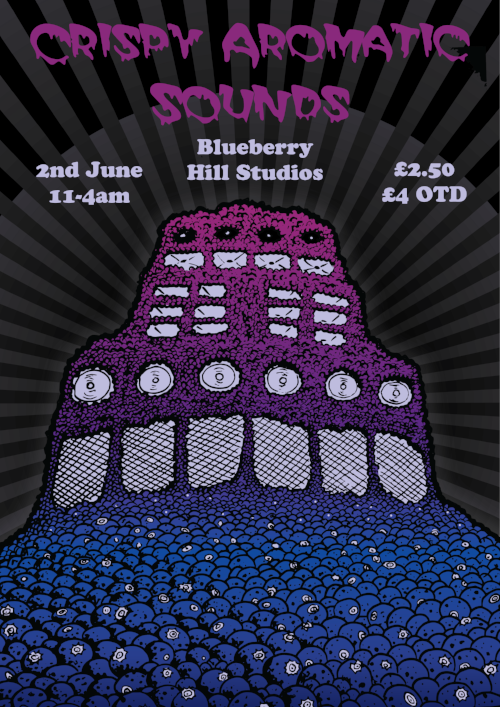 Crispy Aromatic
Sounds
Blueberry
Hill Studios
2nd June
11-4am
£2.50
£4 OTD